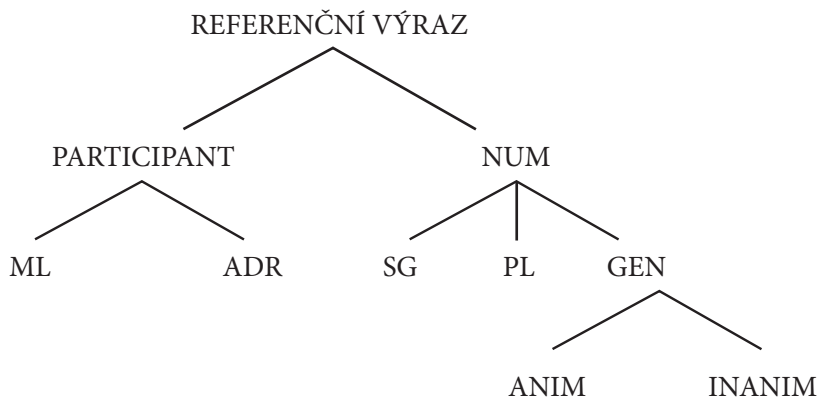 REFERENČNÍ VÝRAZ
PARTICIPANT NUM
ML ADR SG PL GEN
ANIM INANIM